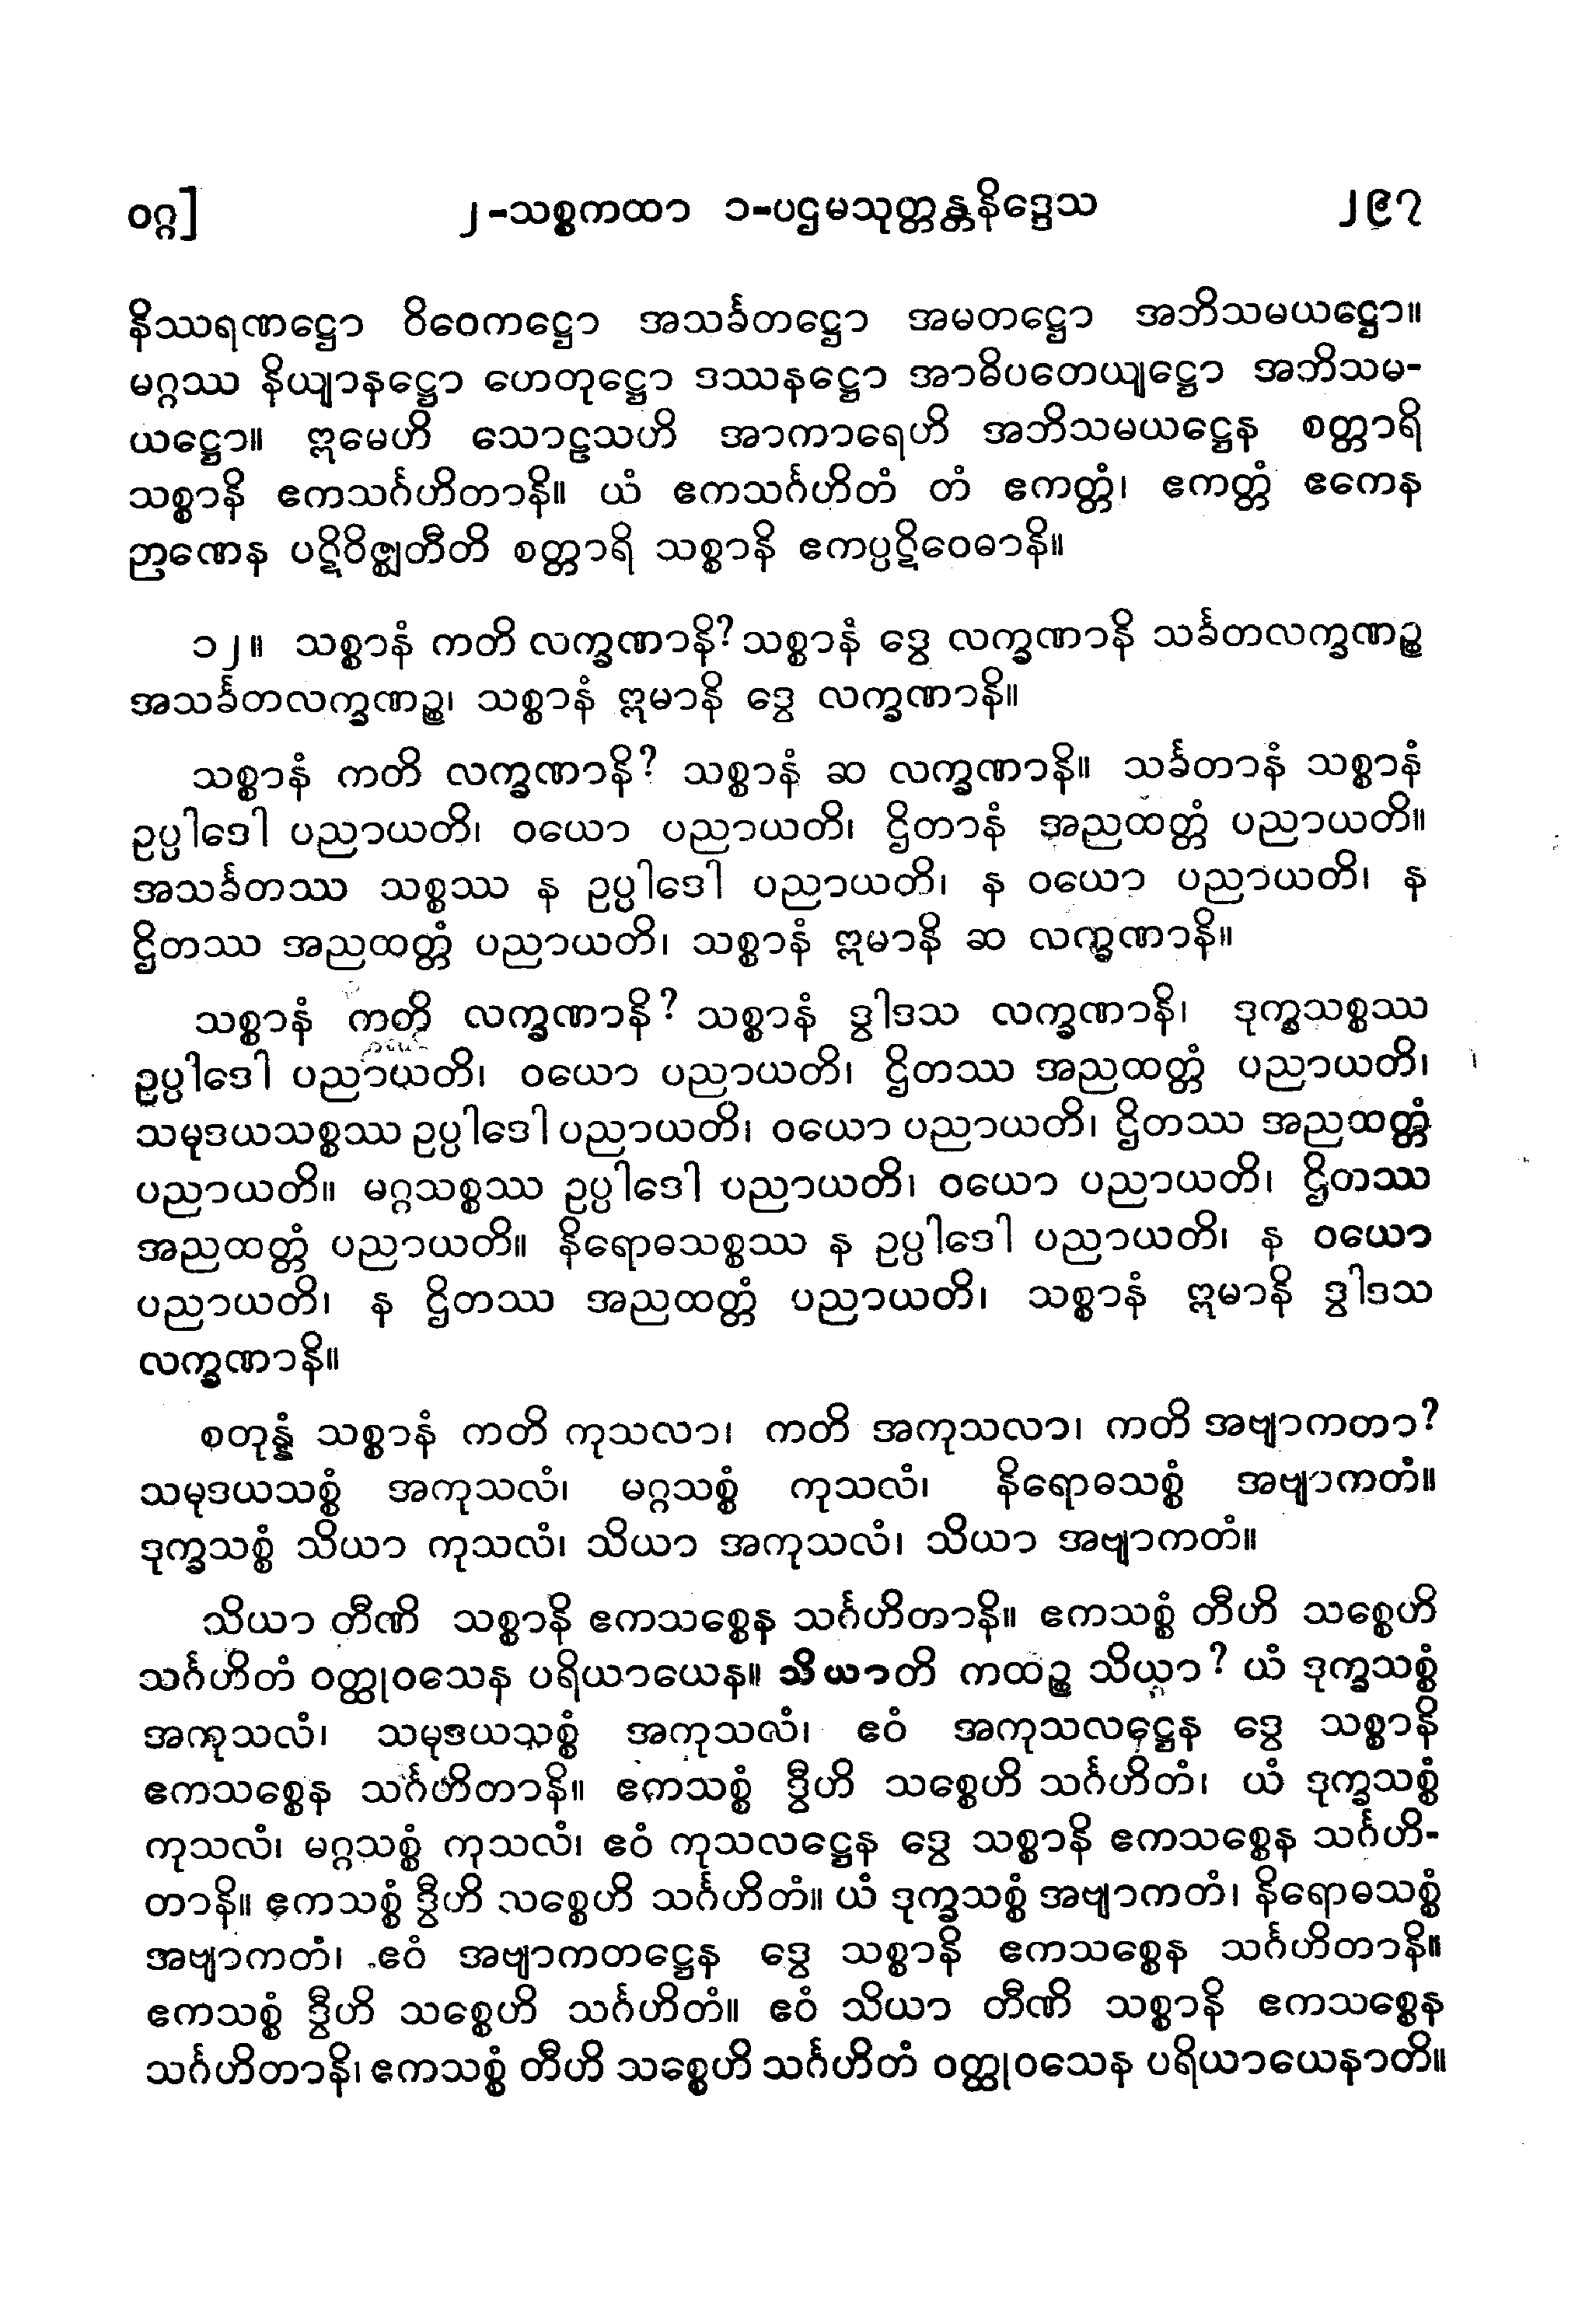 ဝဂ္ဂ] ၂-သစ္စကထာ ၁-ပဌမသုတ္တန္တနိဒ္ဒေသ ၂၉၇
နိဿရဏဋ္ဌော ဝိဝေကဋ္ဌော အသင်္ခတဋ္ဌော အမတဋ္ဌော အဘိသမယဋ္ဌော။
မဂ္ဂဿ နိယျာနဋ္ဌော ဟေတုဋ္ဌော ဒဿနဋ္ဌော အာဓိပတေယျဋ္ဌော အဘိသမ-
ယဋ္ဌော။ ဣမေဟိ သောဠသဟိ အာကာရေဟိ အဘိသမယဋ္ဌေန စတ္တာရိ
သစ္စာနိ ဧကသင်္ဂဟိတာနိ။ ယံ ဧကသင်္ဂဟိတံ တံ ဧကတ္တံ၊ ဧကတ္တံ ဧကေန
ဉာဏေန ပဋိဝိဇ္ဈတီတိ စတ္တာရိ သစ္စာနိ ဧကပ္ပဋိဝေဓာနိ။
၁၂။ သစ္စာနံ ကတိ လက္ခဏာနိ? သစ္စာနံ ဒွေ လက္ခဏာနိ သင်္ခတလက္ခဏဉ္စ
အသင်္ခတလက္ခဏဉ္စ၊ သစ္စာနံ ဣမာနိ ဒွေ လက္ခဏာနိ။
သစ္စာနံ ကတိ လက္ခဏာနိ? သစ္စာနံ ဆ လက္ခဏာနိ။ သင်္ခတာနံ သစ္စာနံ
ဥပ္ပါဒေါ ပညာယတိ၊ ဝယော ပညာယတိ၊ ဌိတာနံ အညထတ္တံ ပညာယတိ။
အသင်္ခတဿ သစ္စဿ န ဥပ္ပါဒေါ ပညာယတိ၊ န ဝယော ပညာယတိ၊ န
ဌိတဿ အညထတ္တံ ပညာယတိ၊ သစ္စာနံ ဣမာနိ ဆ လက္ခဏာနိ။
သစ္စာနံ ကတိ လက္ခဏာနိ? သစ္စာနံ ဒွါဒသ လက္ခဏာနိ၊ ဒုက္ခသစ္စဿ
ဥပ္ပါဒေါ ပညာယတိ၊ ဝယော ပညာယတိ၊ ဌိတဿ အညထတ္တံ ပညာယတိ၊
သမုဒယသစ္စဿ ဥပ္ပါဒေါ ပညာယတိ၊ ဝယော ပညာယတိ၊ ဌိတဿ အညထတ္တံ
ပညာယတိ။ မဂ္ဂသစ္စဿ ဥပ္ပါဒေါ ပညာယတိ၊ ဝယော ပညာယတိ၊ ဌိတဿ
အညထတ္တံ ပညာယတိ။ နိရောဓသစ္စဿ န ဥပ္ပါဒေါ ပညာယတိ၊ န ဝယော
ပညာယတိ၊ န ဌိတဿ အညထတ္တံ ပညာယတိ၊ သစ္စာနံ ဣမာနိ ဒွါဒသ
လက္ခဏာနိ။
စတုန္နံ သစ္စာနံ ကတိ ကုသလာ၊ ကတိ အကုသလာ၊ ကတိ အဗျာကတာ?
သမုဒယသစ္စံ အကုသလံ၊ မဂ္ဂသစ္စံ ကုသလံ၊ နိရောဓသစ္စံ အဗျာကတံ။
ဒုက္ခသစ္စံ သိယာ ကုသလံ၊ သိယာ အကုသလံ၊ သိယာ အဗျာကတံ။
သိယာ တီဏိ သစ္စာနိ ဧကသစ္စေန သင်္ဂဟိတာနိ။ ဧကသစ္စံ တီဟိ သစ္စေဟိ
သင်္ဂဟိတံ ဝတ္ထုဝသေန ပရိယာယေန။ သိယာတိ ကထဉ္စ သိယာ? ယံ ဒုက္ခသစ္စံ
အကုသလံ၊ သမုဒယသစ္စံ အကုသလံ၊ ဧဝံ အကုသလဋ္ဌေန ဒွေ သစ္စာနိ
ဧကသစ္စေန သင်္ဂဟိတာနိ။ ဧကသစ္စံ ဒွီဟိ သစ္စေဟိ သင်္ဂဟိတံ၊ ယံ ဒုက္ခသစ္စံ
ကုသလံ၊ မဂ္ဂသစ္စံ ကုသလံ၊ ဧဝံ ကုသလဋ္ဌေန ဒွေ သစ္စာနိ ဧကသစ္စေန သင်္ဂဟိ-
တာနိ။ ဧကသစ္စံ ဒွီဟိ သစ္စေဟိ သင်္ဂဟိတံ။ ယံ ဒုက္ခသစ္စံ အဗျာကတံ၊ နိရောဓသစ္စံ
အဗျာကတံ၊ ဧဝံ အဗျာကတဋ္ဌေန ဒွေ သစ္စာနိ ဧကသစ္စေန သင်္ဂဟိတာနိ။
ဧကသစ္စံ ဒွီဟိ သစ္စေဟိ သင်္ဂဟိတံ။ ဧဝံ သိယာ တီဏိ သစ္စာနိ ဧကသစ္စေန
သင်္ဂဟိတာနိ၊ ဧကသစ္စံ တီဟိ သစ္စေဟိ သင်္ဂဟိတံ ဝတ္ထုဝသေန ပရိယာယေနာတိ။